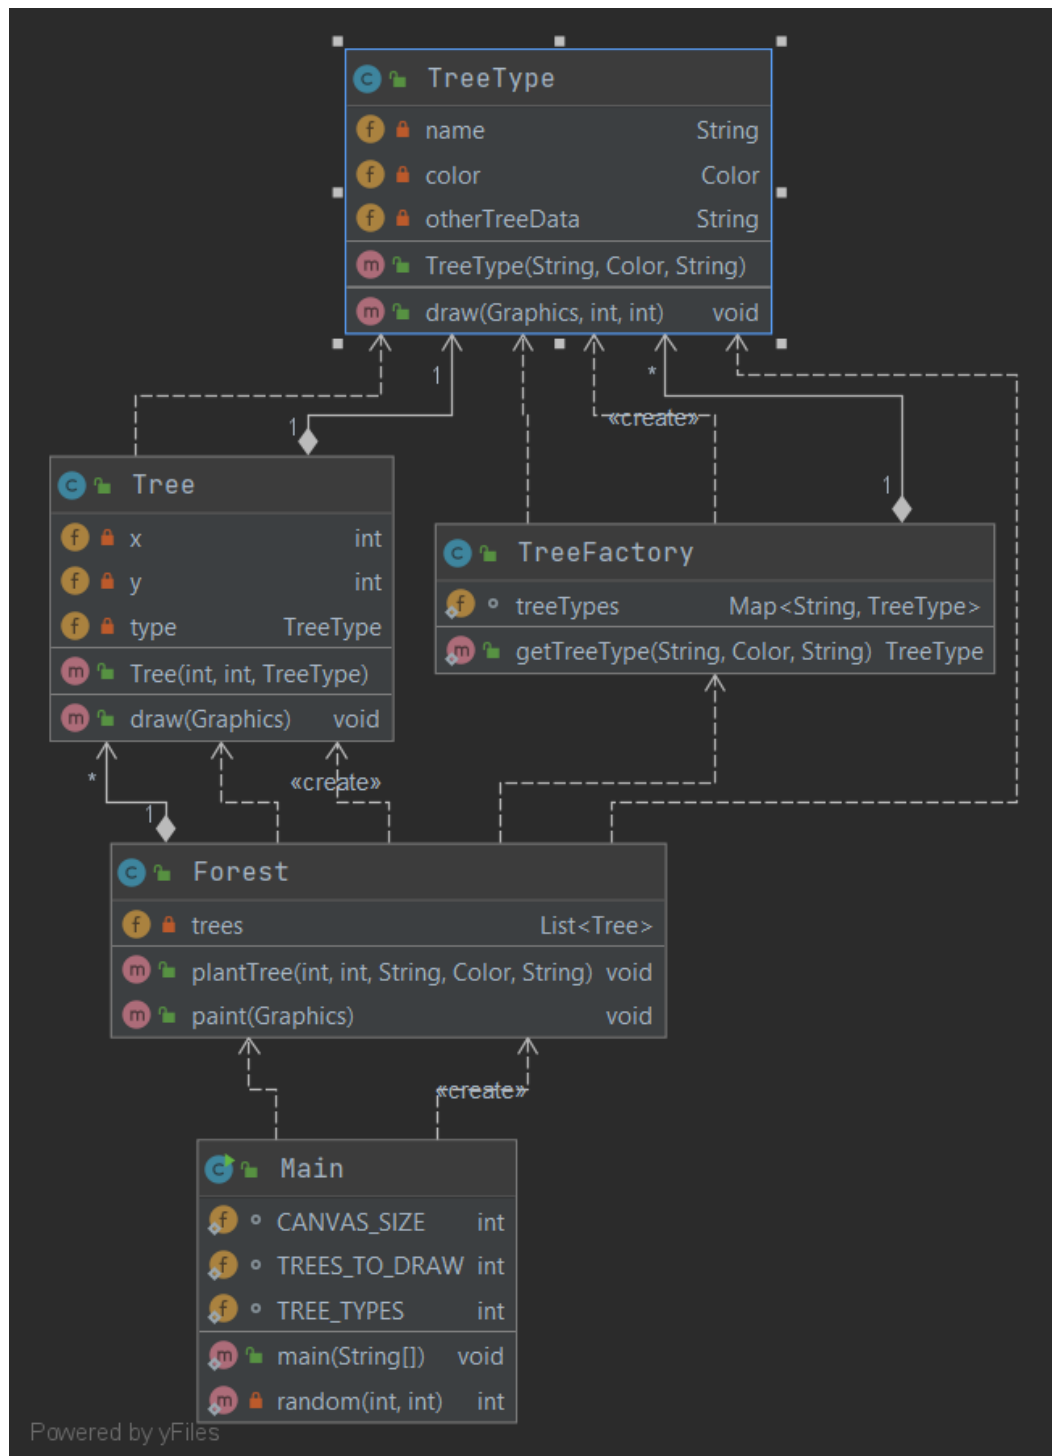 TreeType
name String
color Color
otherTreeData String
TreeType(String, Color, String)
draw(Graphics, int, int) void
1
*
«create»
1
1
Tree
x int
y int
type TreeType
Tree(int, int, TreeType)
draw(Graphics) void
TreeFactory
treeTypes Map<String, TreeType>
getTreeType(String, Color, String) TreeType
*
«create»
1
Forest
trees List<Tree>
plantTree(int, int, String, Color, String) void
paint(Graphics) void
«create»
Main
CANVAS_SIZE int
TREES_TO_DRAW int
TREE_TYPES int
main(String[]) void
random(int, int) int
Powered by yFiles